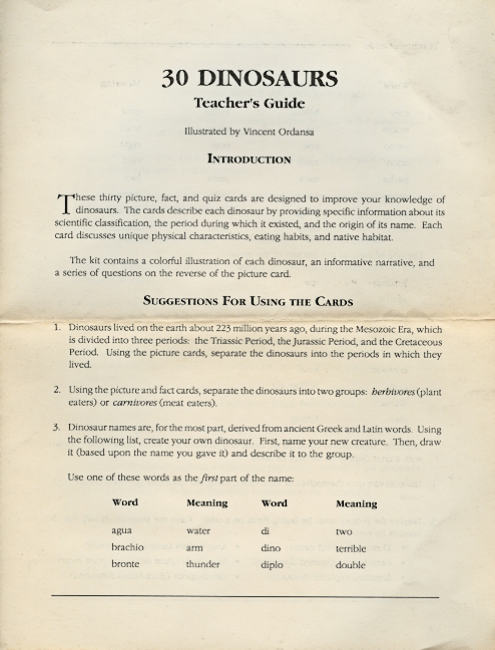 30 DINOSAURS
Teacher's Guide
Illustrated by Vincent Ordansa
INTRODUCTION
These thirty picture, fact, and quiz cards are designed to improve your knowledge of
dinosaurs. The cards describe each dinosaur by providing specific information about its
scientific classification, the period during which it existed, and the origin of its name. Each
card discusses unique physical characteristics, eating habits, and native habitat.
The kit contains a colorful illustration of each dinosaur, an informative narrative, and
a series of questions on the reverse of the picture card.
SUGGESTIONS FOR USING THE CARDS
1. Dinosaurs lived on the earth about 223 million years ago, during the Mesozoic Era, which
is divided into three periods: the Triassic Period, the Jurassic Period, and the Cretaceous
Period. Using the picture cards, separate the dinosaurs into the periods in which they
lived.
2. Using the picture and fact cards, separate the dinosaurs into two groups: herbivores (plant
eaters) or carnivores (meat eaters).
3. Dinosaur names are, for the most part, derived from ancient Greek and Latin words. Using
the following list, create your own dinosaur. First, name your new creature. Then, draw
it (based upon the name you gave it) and describe it to the group.
Use one of these words as the first part of the name:
Word Meaning Word Meaning
agua water di two
brachio arm dino terrible
bronte thunder diplo double